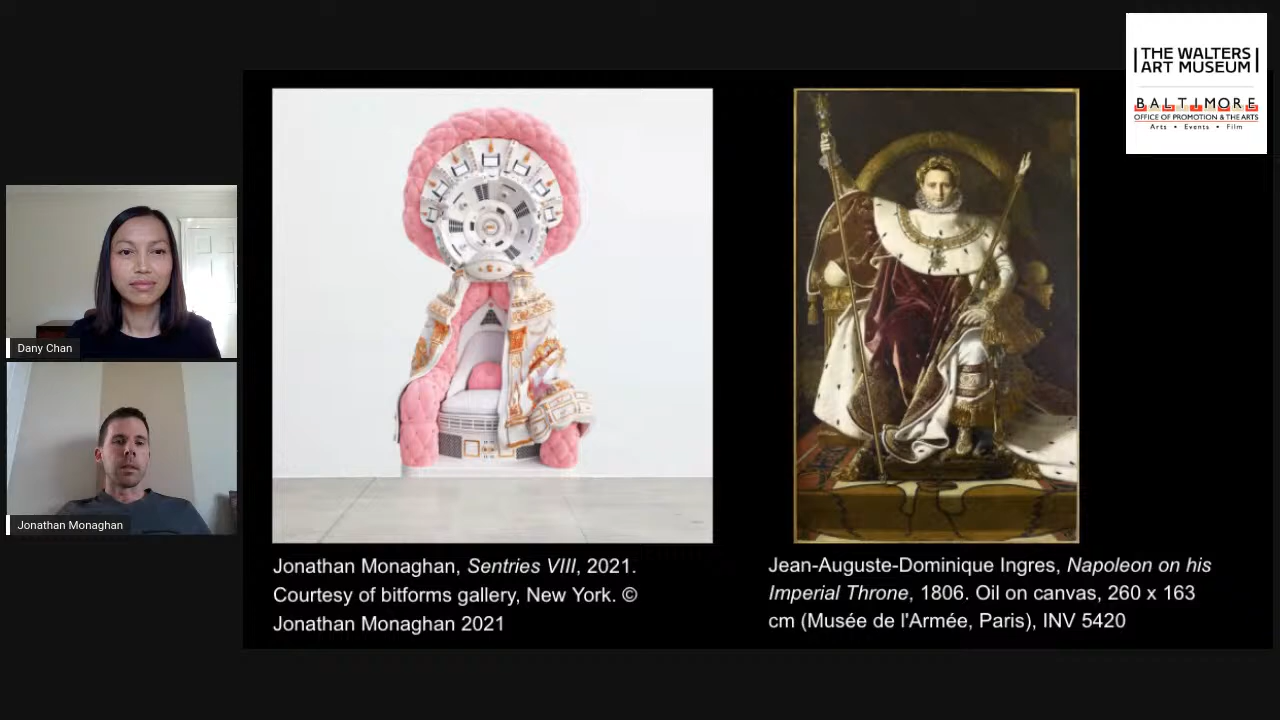 THE WALTERS
ART MUSEUM
BALTIMORE
OFFICE OF PROMOTION & THE ARTS
Arts • Events • Film
Dany Chan
Jonathan Monaghan
Jonathan Monaghan, Sentries VIII, 2021.
Courtesy of bitforms gallery, New York. ©
Jonathan Monaghan 2021
Jean-Auguste-Dominique Ingres, Napoleon on his
Imperial Throne, 1806. Oil on canvas, 260 x 163
cm (Musée de l'Armée, Paris), INV 5420